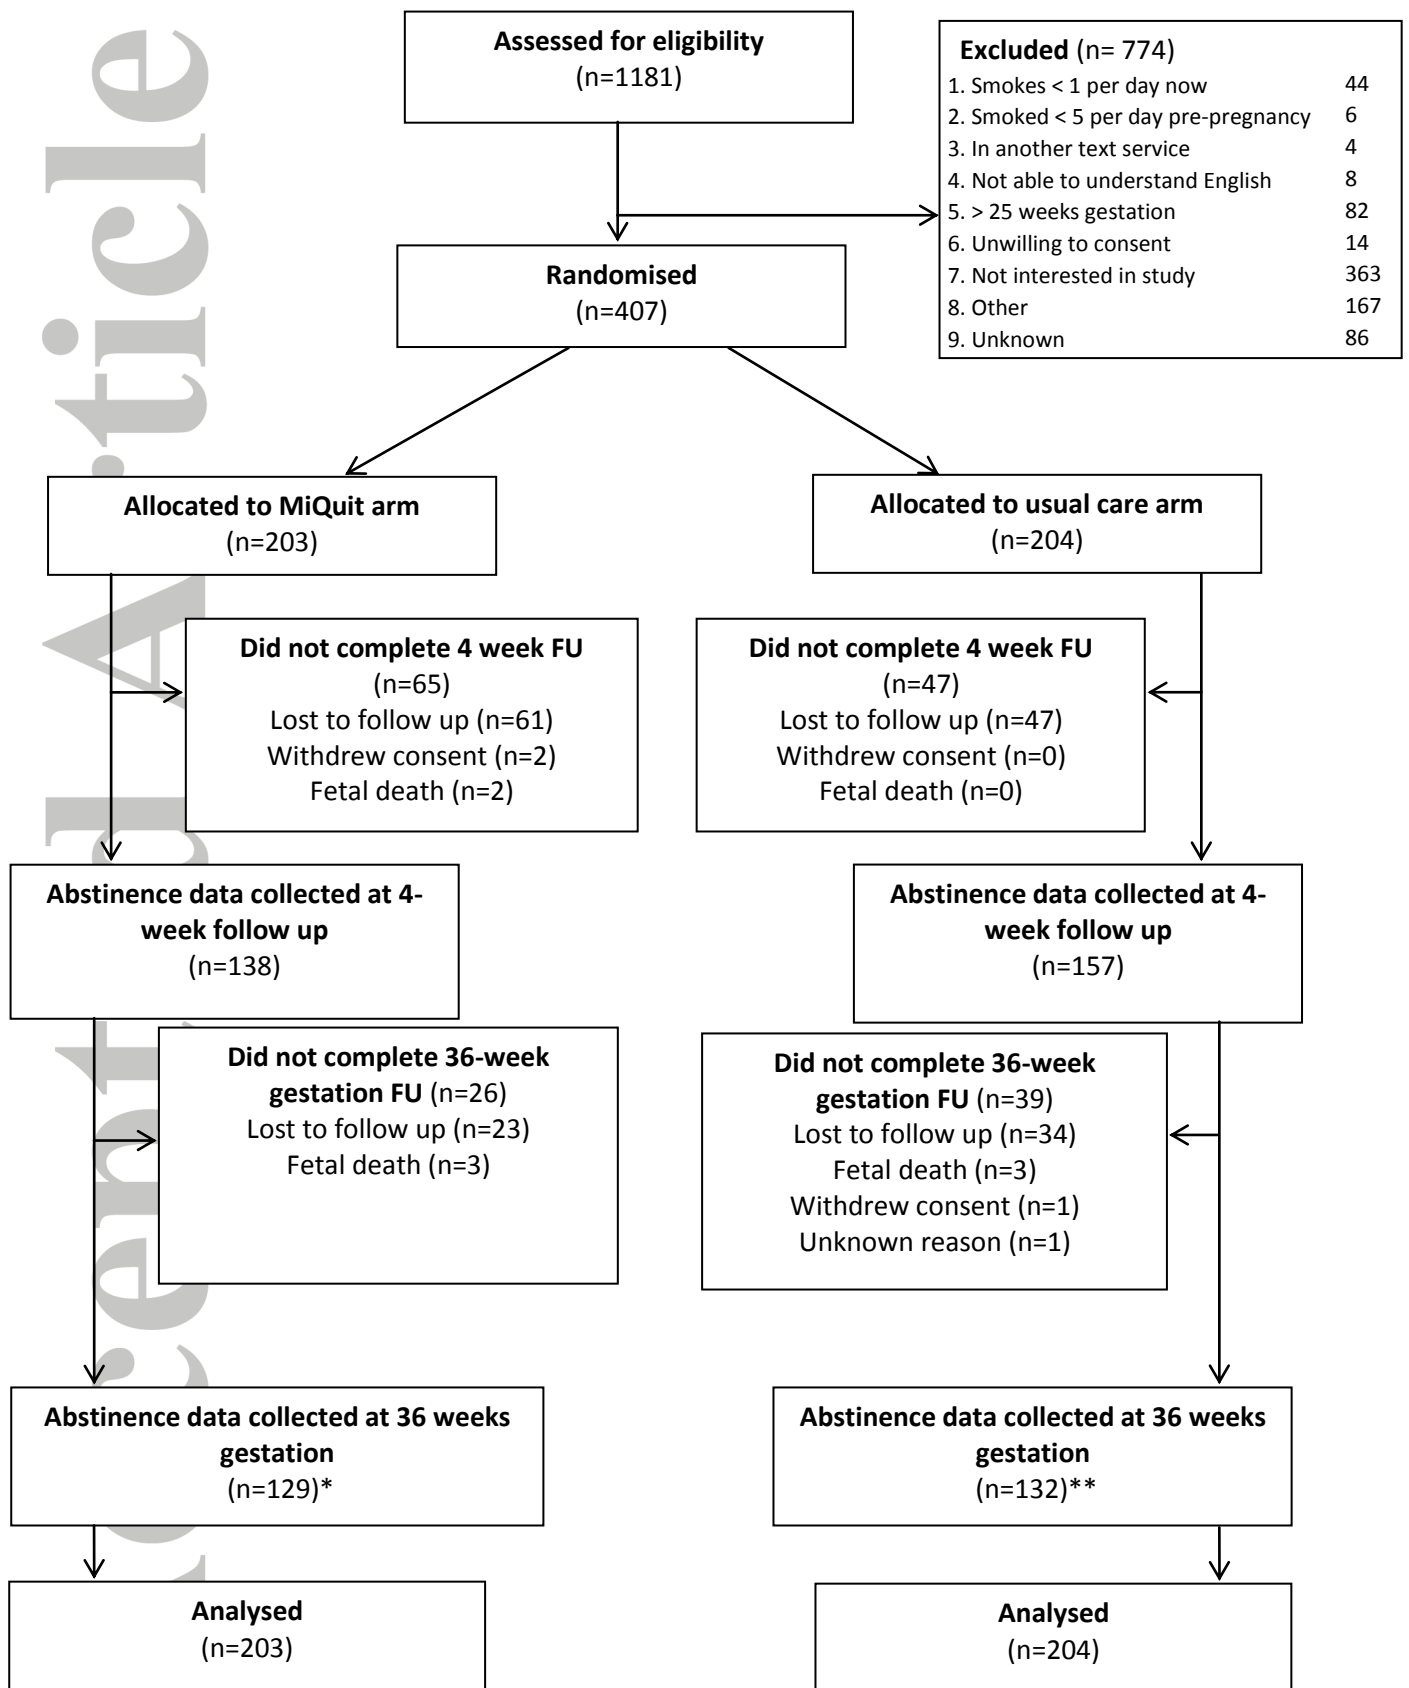 Assessed for eligibility
(n=1181)
Excluded (n= 774)
1. Smokes < 1 per day now 44
2. Smoked < 5 per day pre-pregnancy 6
3. In another text service 4
4. Not able to understand English 8
5. > 25 weeks gestation 82
6. Unwilling to consent 14
7. Not interested in study 363
8. Other 167
9. Unknown 86
Randomised
(n=407)
Allocated to MiQuit arm
(n=203)
Allocated to usual care arm
(n=204)
Did not complete 4 week FU
(n=65)
Lost to follow up (n=61)
Withdrew consent (n=2)
Fetal death (n=2)
Did not complete 4 week FU
(n=47)
Lost to follow up (n=47)
Withdrew consent (n=0)
Fetal death (n=0)
Abstinence data collected at 4-
week follow up
(n=138)
Abstinence data collected at 4-
week follow up
(n=157)
Did not complete 36-week
gestation FU (n=26)
Lost to follow up (n=23)
Fetal death (n=3)
Did not complete 36-week
gestation FU (n=39)
Lost to follow up (n=34)
Fetal death (n=3)
Withdrew consent (n=1)
Unknown reason (n=1)
Abstinence data collected at 36 weeks
gestation
(n=129)*
Abstinence data collected at 36 weeks
gestation
(n=132)**
Analysed
(n=203)
Analysed
(n=204)